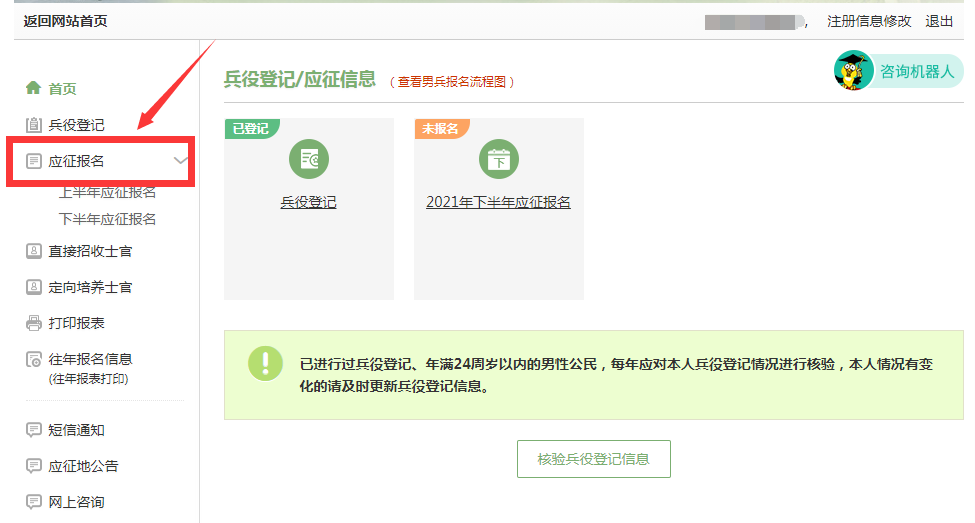 返回网站首页
， 注册信息修改 退出
首页
兵役登记
应征报名
上半年应征报名
下半年应征报名
直接招收士官
定向培养士官
打印报表
往年报名信息
(往年报表打印)
短信通知
应征地公告
网上咨询
兵役登记/应征信息 （查看男兵报名流程图）
咨询机器人
已登记
兵役登记
未报名
下
2021年下半年应征报名
已进行过兵役登记、年满24周岁以内的男性公民，每年应对本人兵役登记情况进行核验，本人情况有变
化的请及时更新兵役登记信息。
核验兵役登记信息